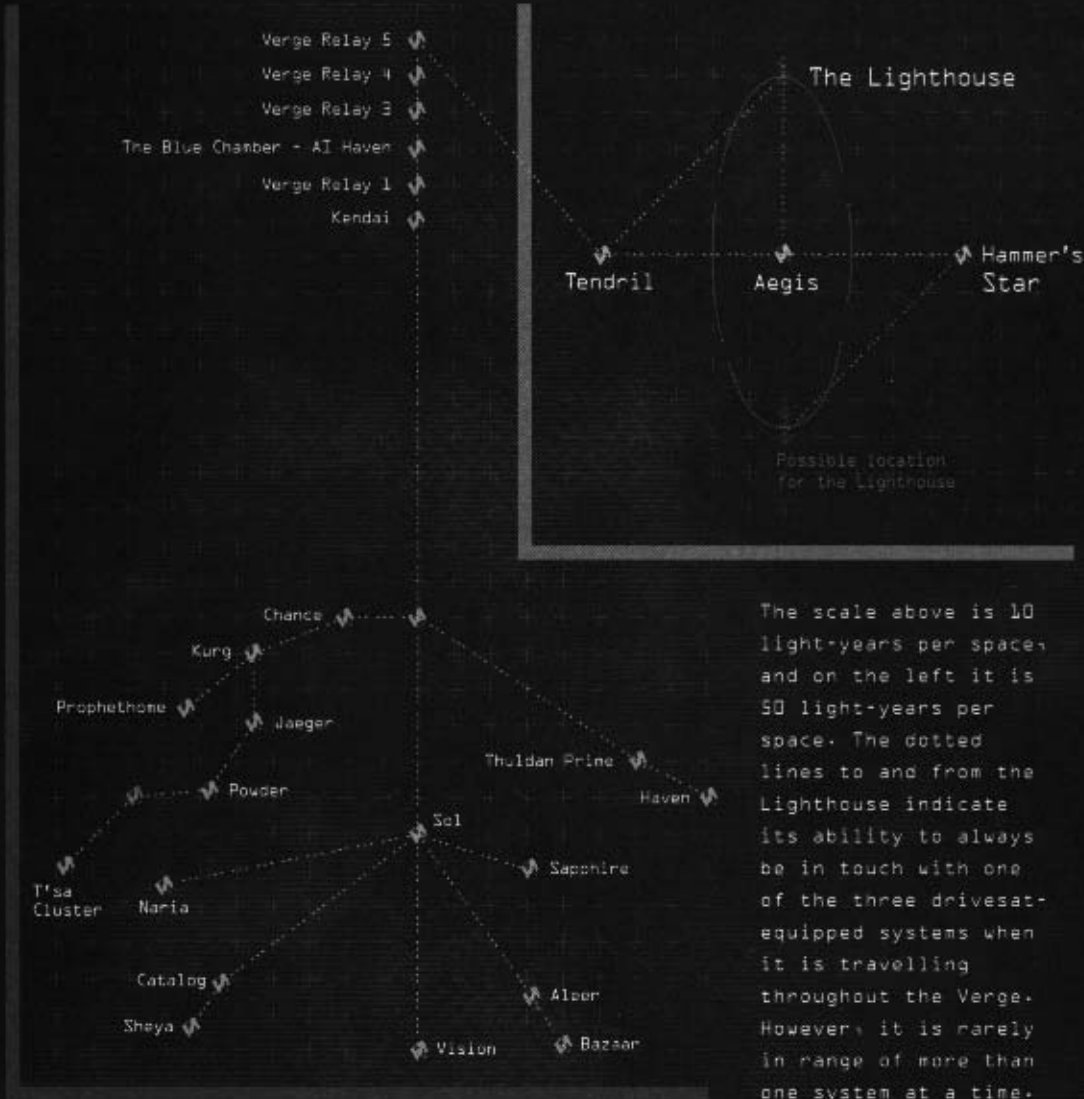 Verge Relay 5
Verge Relay 4
Verge Relay 3
The Blue Chamber - AI Haven
Verge Relay 1
Kendai
The Lighthouse
Tendril
Aegis
Hammer's
Star
Possible location
for the Lighthouse
Chance
Kurg
Prophethome
Jaeger
Powder
T'sa
Cluster
Naria
Thuldan Prime
Haven
Sol
Sapphire
Catalog
Sheya
Aleer
Vision
Bazaar
The scale above is 10
light-years per space,
and on the left it is
50 light-years per
space. The dotted
lines to and from the
Lighthouse indicate
its ability to always
be in touch with one
of the three drivesat-
equipped systems when
it is travelling
throughout the Verge.
However, it is rarely
in range of more than
one system at a time.